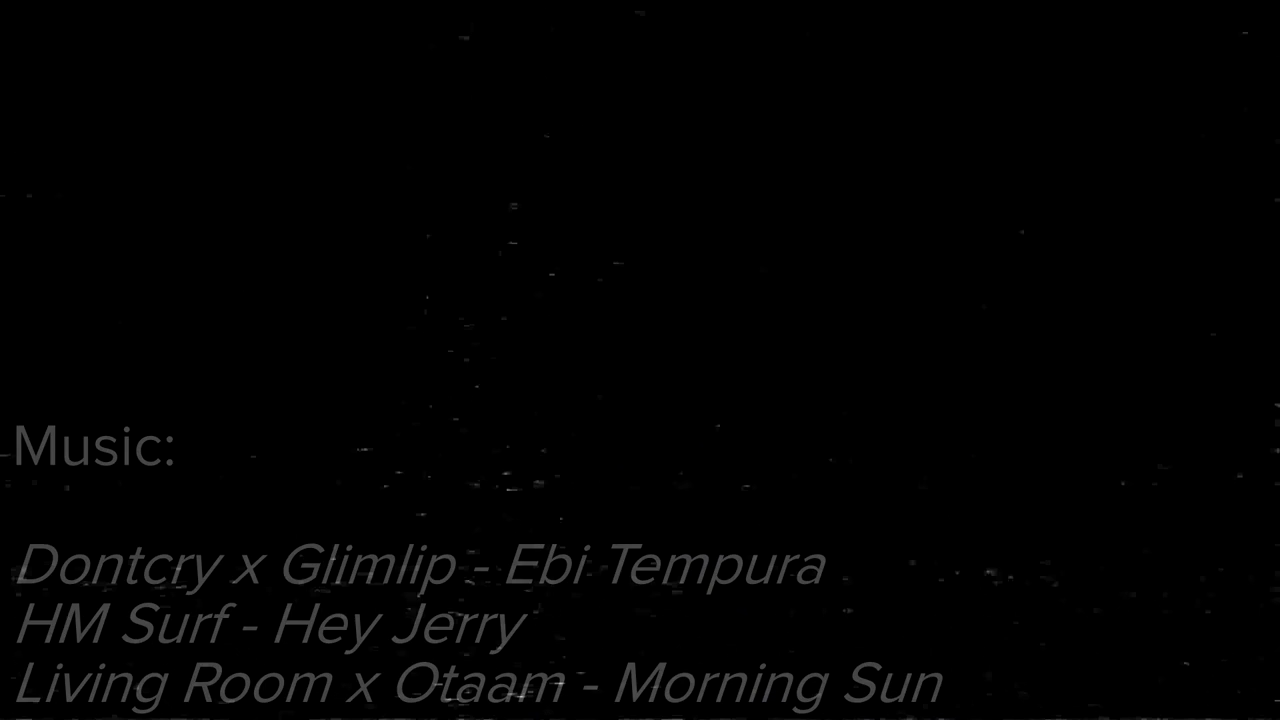 Music:
Dontcry x Glimlip - Ebi Tempura
HM Surf - Hey Jerry
Living Room x Otaam - Morning Sun